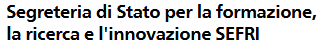 Segreteria di Stato per la formazione,
la ricerca e l'innovazione SEFRI